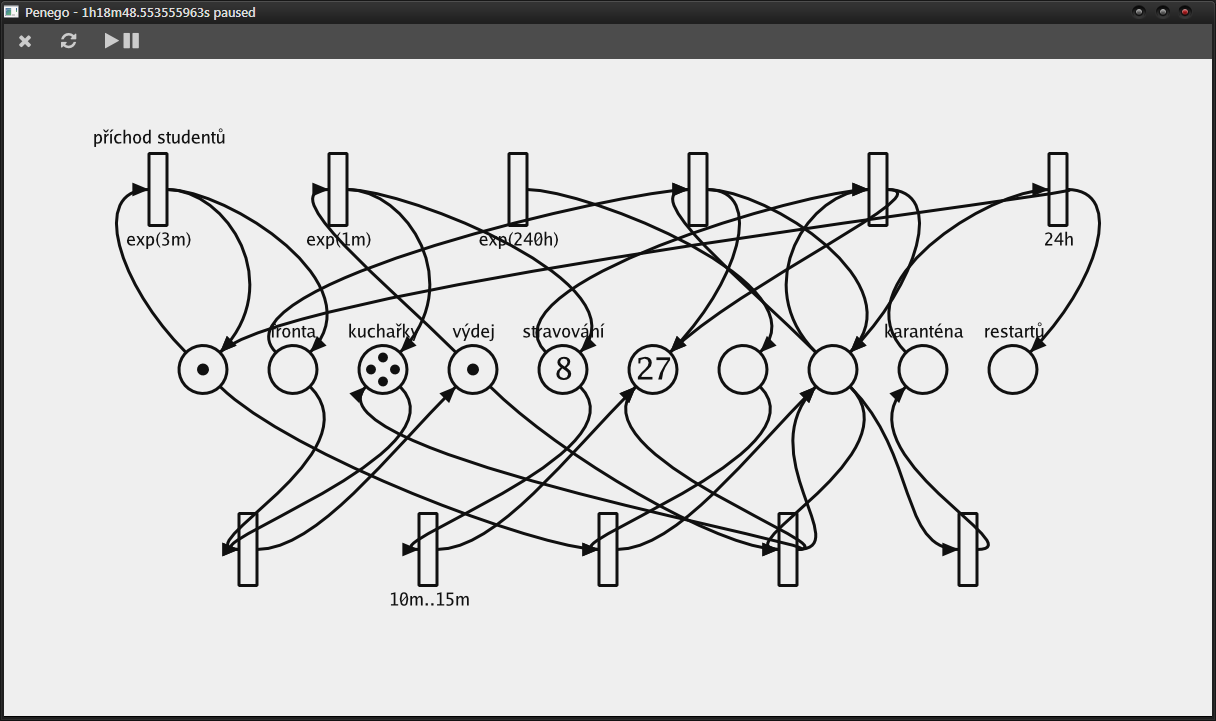 Penego - 1h18m48.553555963s paused
příchod studentů
exp(3m)
exp(1m)
exp(240h)
24h
fronta
kuchařky
výdej
stravování
karanténa
restartů
8
27
10m..15m